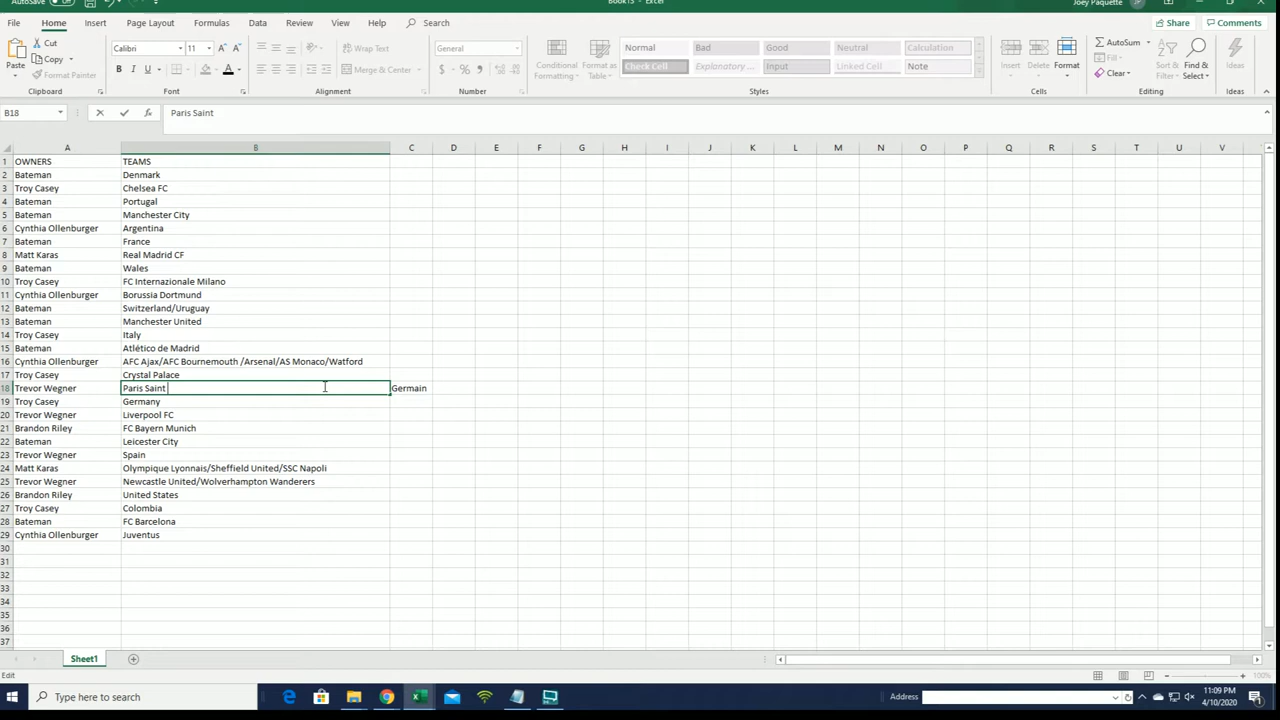 AutoSave Off Book15 - Excel Joey Paquette JP
File Home Insert Page Layout Formulas Data Review View Help Search Share Comments
Paste Cut Copy Format Painter Clipboard
Calibri 11 B I U Font
Wrap Text Merge & Center Alignment
General $ % Number
Conditional Formatting Format as Table
Normal Bad Good Neutral Calculation
Check Cell Explanatory ... Input Linked Cell Note
Styles
Insert Delete Format Cells
AutoSum Fill Clear Sort & Filter Find & Select Editing
Ideas Ideas
B18 fx Paris Saint
A B C D E F G H I J K L M N O P Q R S T U V
1 OWNERS TEAMS
2 Bateman Denmark
3 Troy Casey Chelsea FC
4 Bateman Portugal
5 Bateman Manchester City
6 Cynthia Ollenburger Argentina
7 Bateman France
8 Matt Karas Real Madrid CF
9 Bateman Wales
10 Troy Casey FC Internazionale Milano
11 Cynthia Ollenburger Borussia Dortmund
12 Bateman Switzerland/Uruguay
13 Bateman Manchester United
14 Troy Casey Italy
15 Bateman Atlético de Madrid
16 Cynthia Ollenburger AFC Ajax/AFC Bournemouth /Arsenal/AS Monaco/Watford
17 Troy Casey Crystal Palace
18 Trevor Wegner Paris Saint Germain
19 Troy Casey Germany
20 Trevor Wegner Liverpool FC
21 Brandon Riley FC Bayern Munich
22 Bateman Leicester City
23 Trevor Wegner Spain
24 Matt Karas Olympique Lyonnais/Sheffield United/SSC Napoli
25 Trevor Wegner Newcastle United/Wolverhampton Wanderers
26 Brandon Riley United States
27 Troy Casey Colombia
28 Bateman FC Barcelona
29 Cynthia Ollenburger Juventus
30
31
32
33
34
35
36
37
Sheet1
Edit 100%
Type here to search Address 11:09 PM
4/10/2020